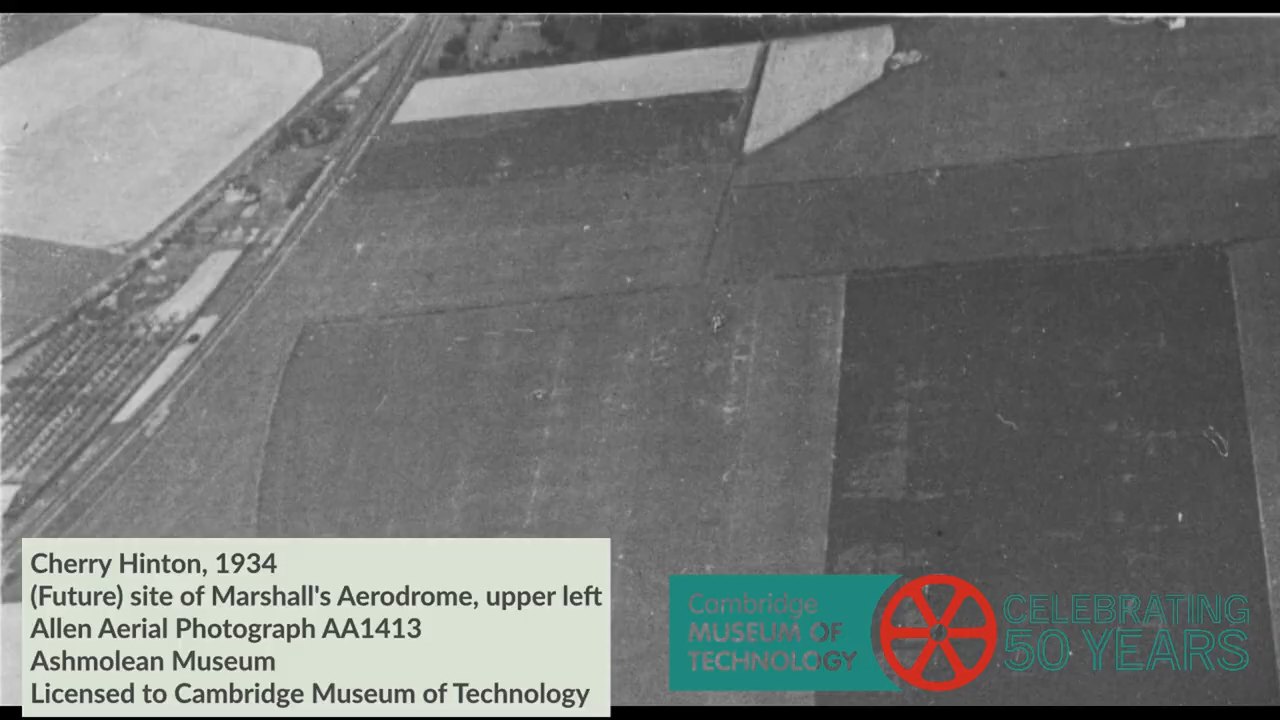 Cherry Hinton, 1934
(Future) site of Marshall's Aerodrome, upper left
Allen Aerial Photograph AA1413
Ashmolean Museum
Licensed to Cambridge Museum of Technology
Cambridge
MUSEUM OF
TECHNOLOGY
CELEBRATING
50 YEARS